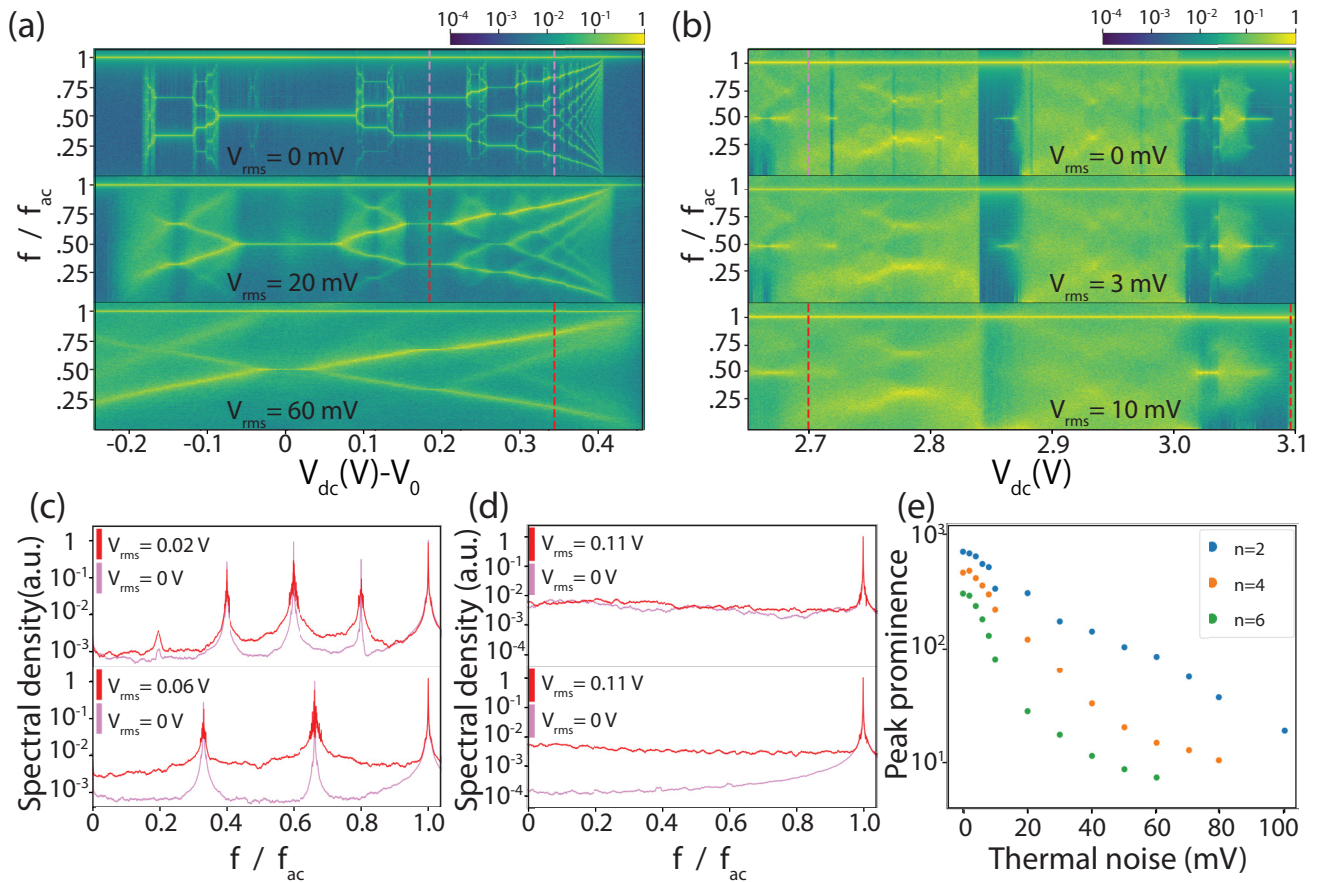 (a)
10⁻⁴ 10⁻³ 10⁻² 10⁻¹ 1
1
.75
.50
.25
V_rms = 0 mV
1
.75
.50
.25
V_rms = 20 mV
1
.75
.50
.25
V_rms = 60 mV
f / f_ac
-0.2 -0.1 0 0.1 0.2 0.3 0.4
V_dc(V)-V_0
(b)
10⁻⁴ 10⁻³ 10⁻² 10⁻¹ 1
1
.75
.50
.25
V_rms = 0 mV
1
.75
.50
.25
V_rms = 3 mV
1
.75
.50
.25
V_rms = 10 mV
f / f_ac
2.7 2.8 2.9 3.0 3.1
V_dc(V)
(c)
V_rms = 0.02 V
V_rms = 0 V
1
10⁻¹
10⁻²
10⁻³
V_rms = 0.06 V
V_rms = 0 V
1
10⁻¹
10⁻²
10⁻³
Spectral density(a.u.)
0 0.2 0.4 0.6 0.8 1.0
f / f_ac
(d)
V_rms = 0.11 V
V_rms = 0 V
1
10⁻¹
10⁻²
10⁻³
10⁻⁴
V_rms = 0.11 V
V_rms = 0 V
1
10⁻¹
10⁻²
10⁻³
10⁻⁴
Spectral density (a.u.)
0 0.2 0.4 0.6 0.8 1.0
f / f_ac
(e)
10³
10²
10¹
Peak prominence
n=2
n=4
n=6
0 20 40 60 80 100
Thermal noise (mV)